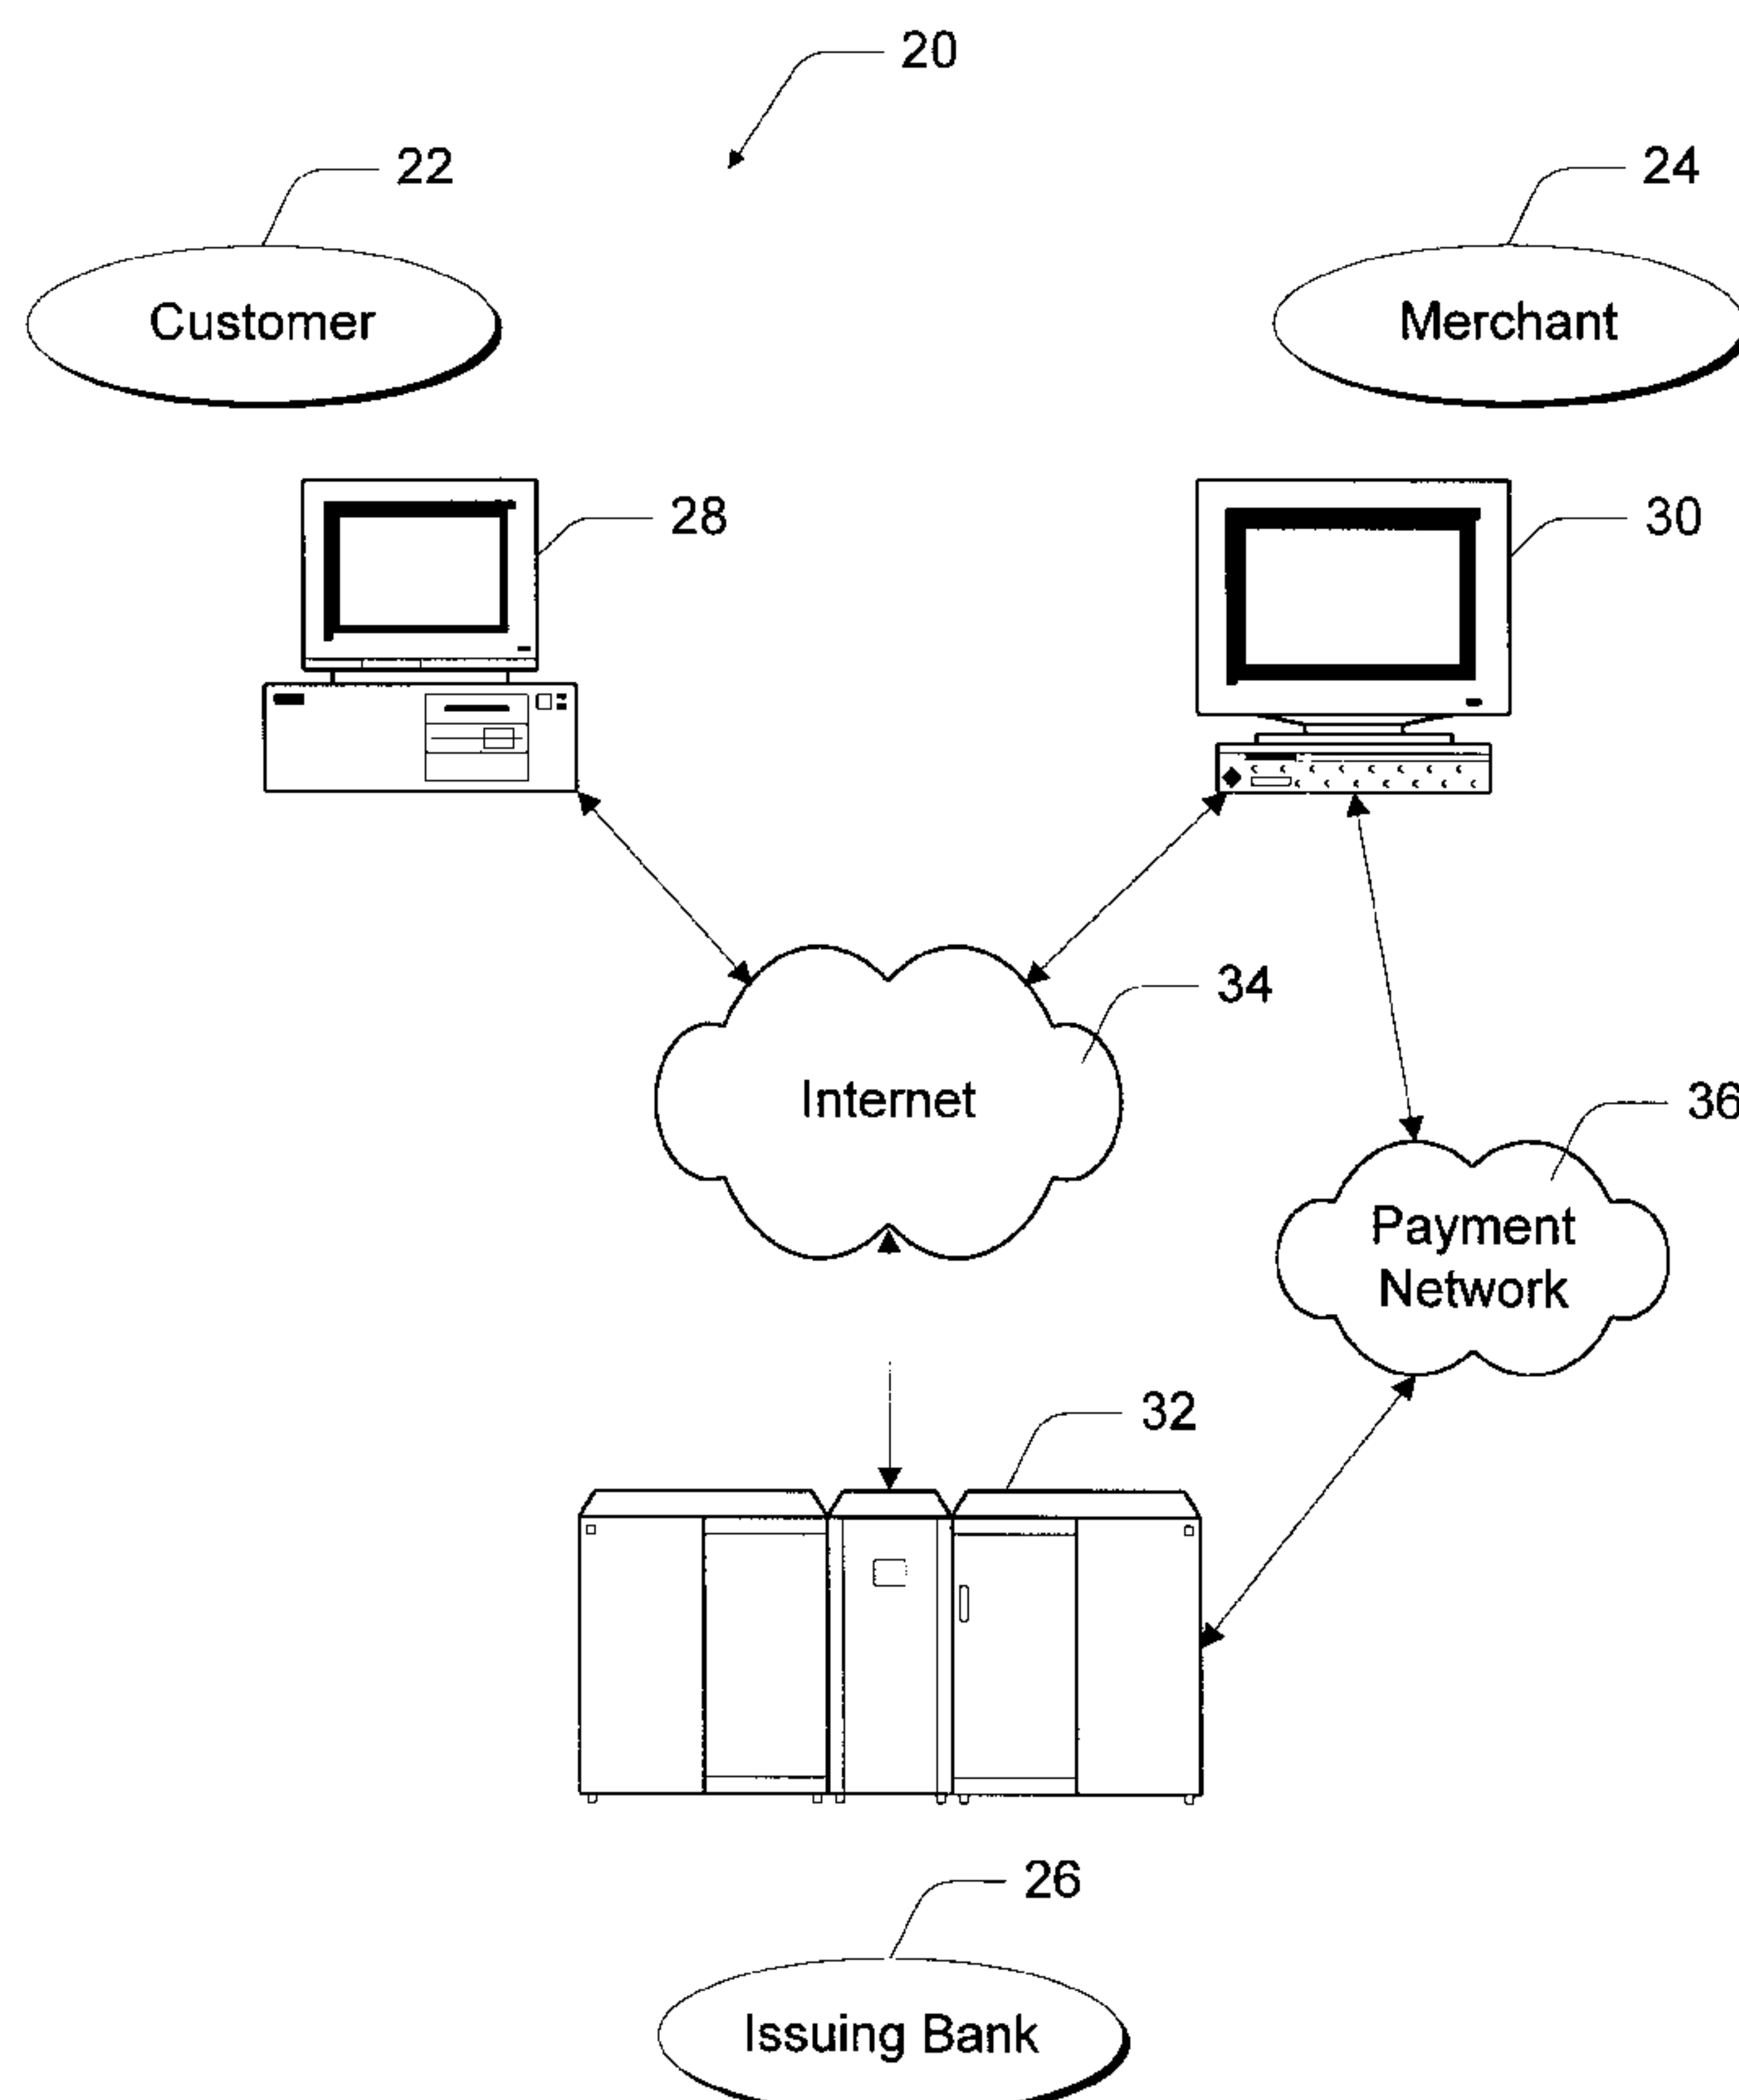 20
22
24
Customer
Merchant
28
30
34
Internet
36
Payment
Network
32
26
Issuing Bank